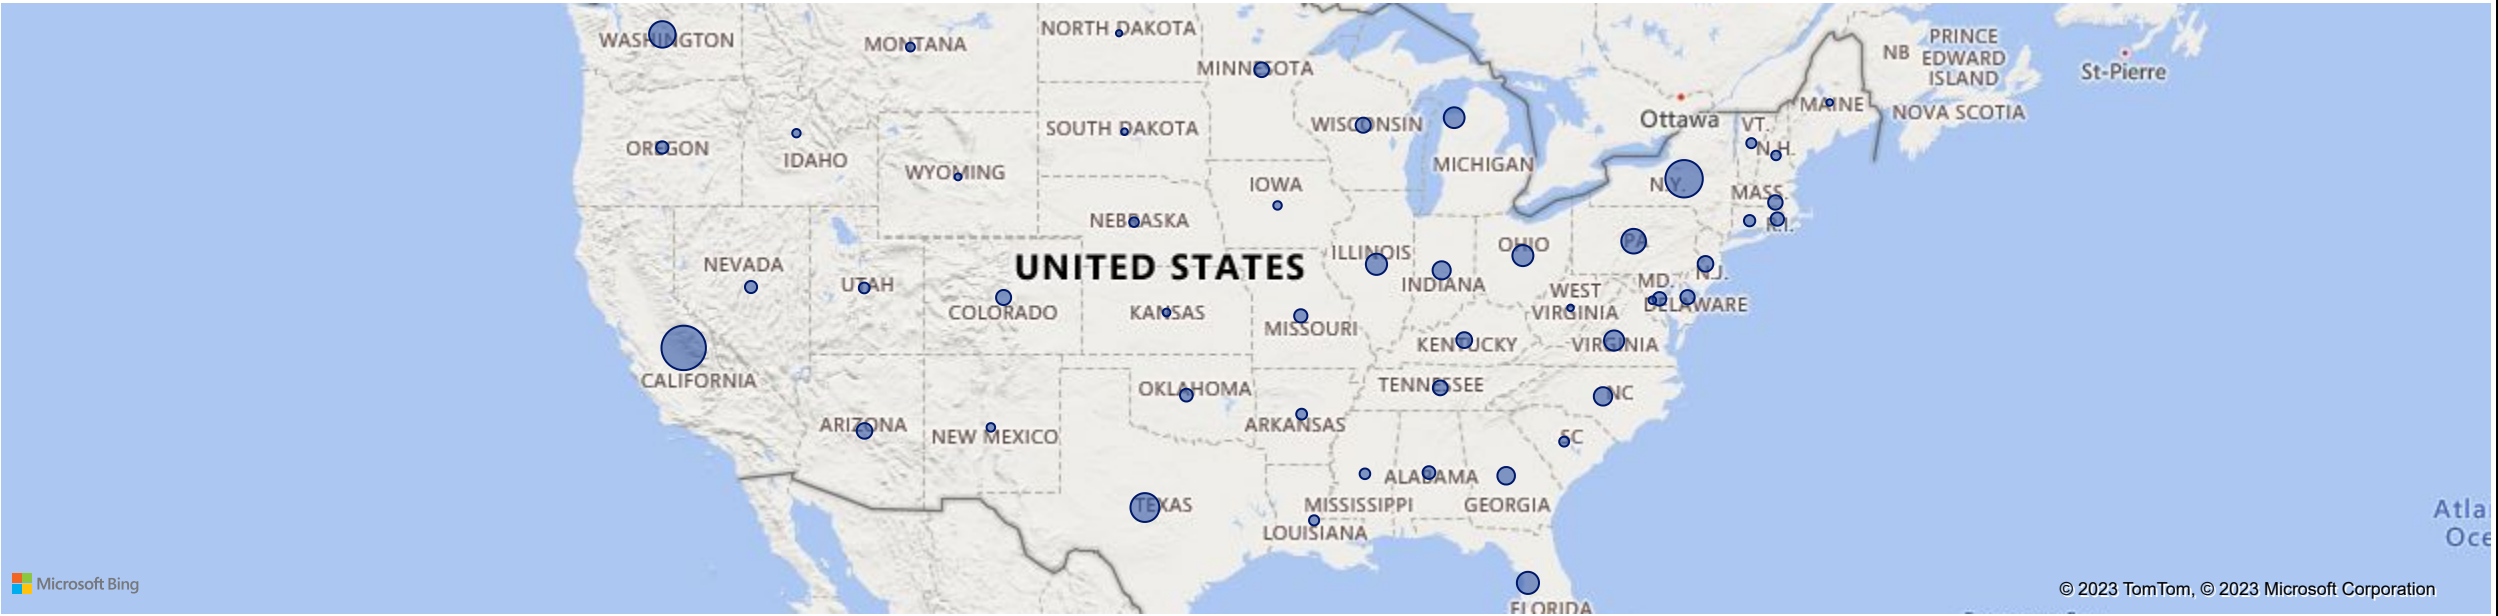 WASHINGTON
MONTANA
NORTH DAKOTA
MINNESOTA
NB
PRINCE
EDWARD
ISLAND
St-Pierre
MAINE
NOVA SCOTIA
Ottawa
VT.
N.H.
OREGON
IDAHO
WYOMING
SOUTH DAKOTA
WISCONSIN
MICHIGAN
N.Y.
MASS.
R.I.
IOWA
NEBRASKA
ILLINOIS
INDIANA
OHIO
PA.
N.J.
MD.
DELAWARE
NEVADA
UTAH
COLORADO
UNITED STATES
KANSAS
MISSOURI
WEST
VIRGINIA
KENTUCKY
VIRGINIA
CALIFORNIA
ARIZONA
NEW MEXICO
OKLAHOMA
ARKANSAS
TENNESSEE
NC
SC
TEXAS
LOUISIANA
MISSISSIPPI
ALABAMA
GEORGIA
FLORIDA
Atla
Oce
Microsoft Bing
© 2023 TomTom, © 2023 Microsoft Corporation